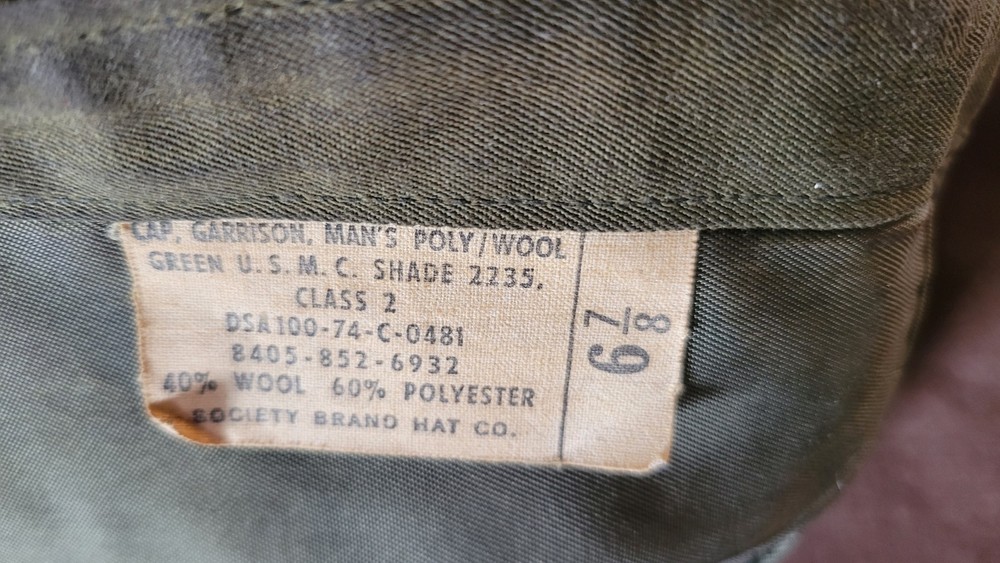 CAP, GARRISON, MAN'S POLY/WOOL
GREEN U.S.M.C. SHADE 2235,
CLASS 2
DSA100-74-C-0481
8405-852-6932
40% WOOL 60% POLYESTER
SOCIETY BRAND HAT CO.
6 7/8